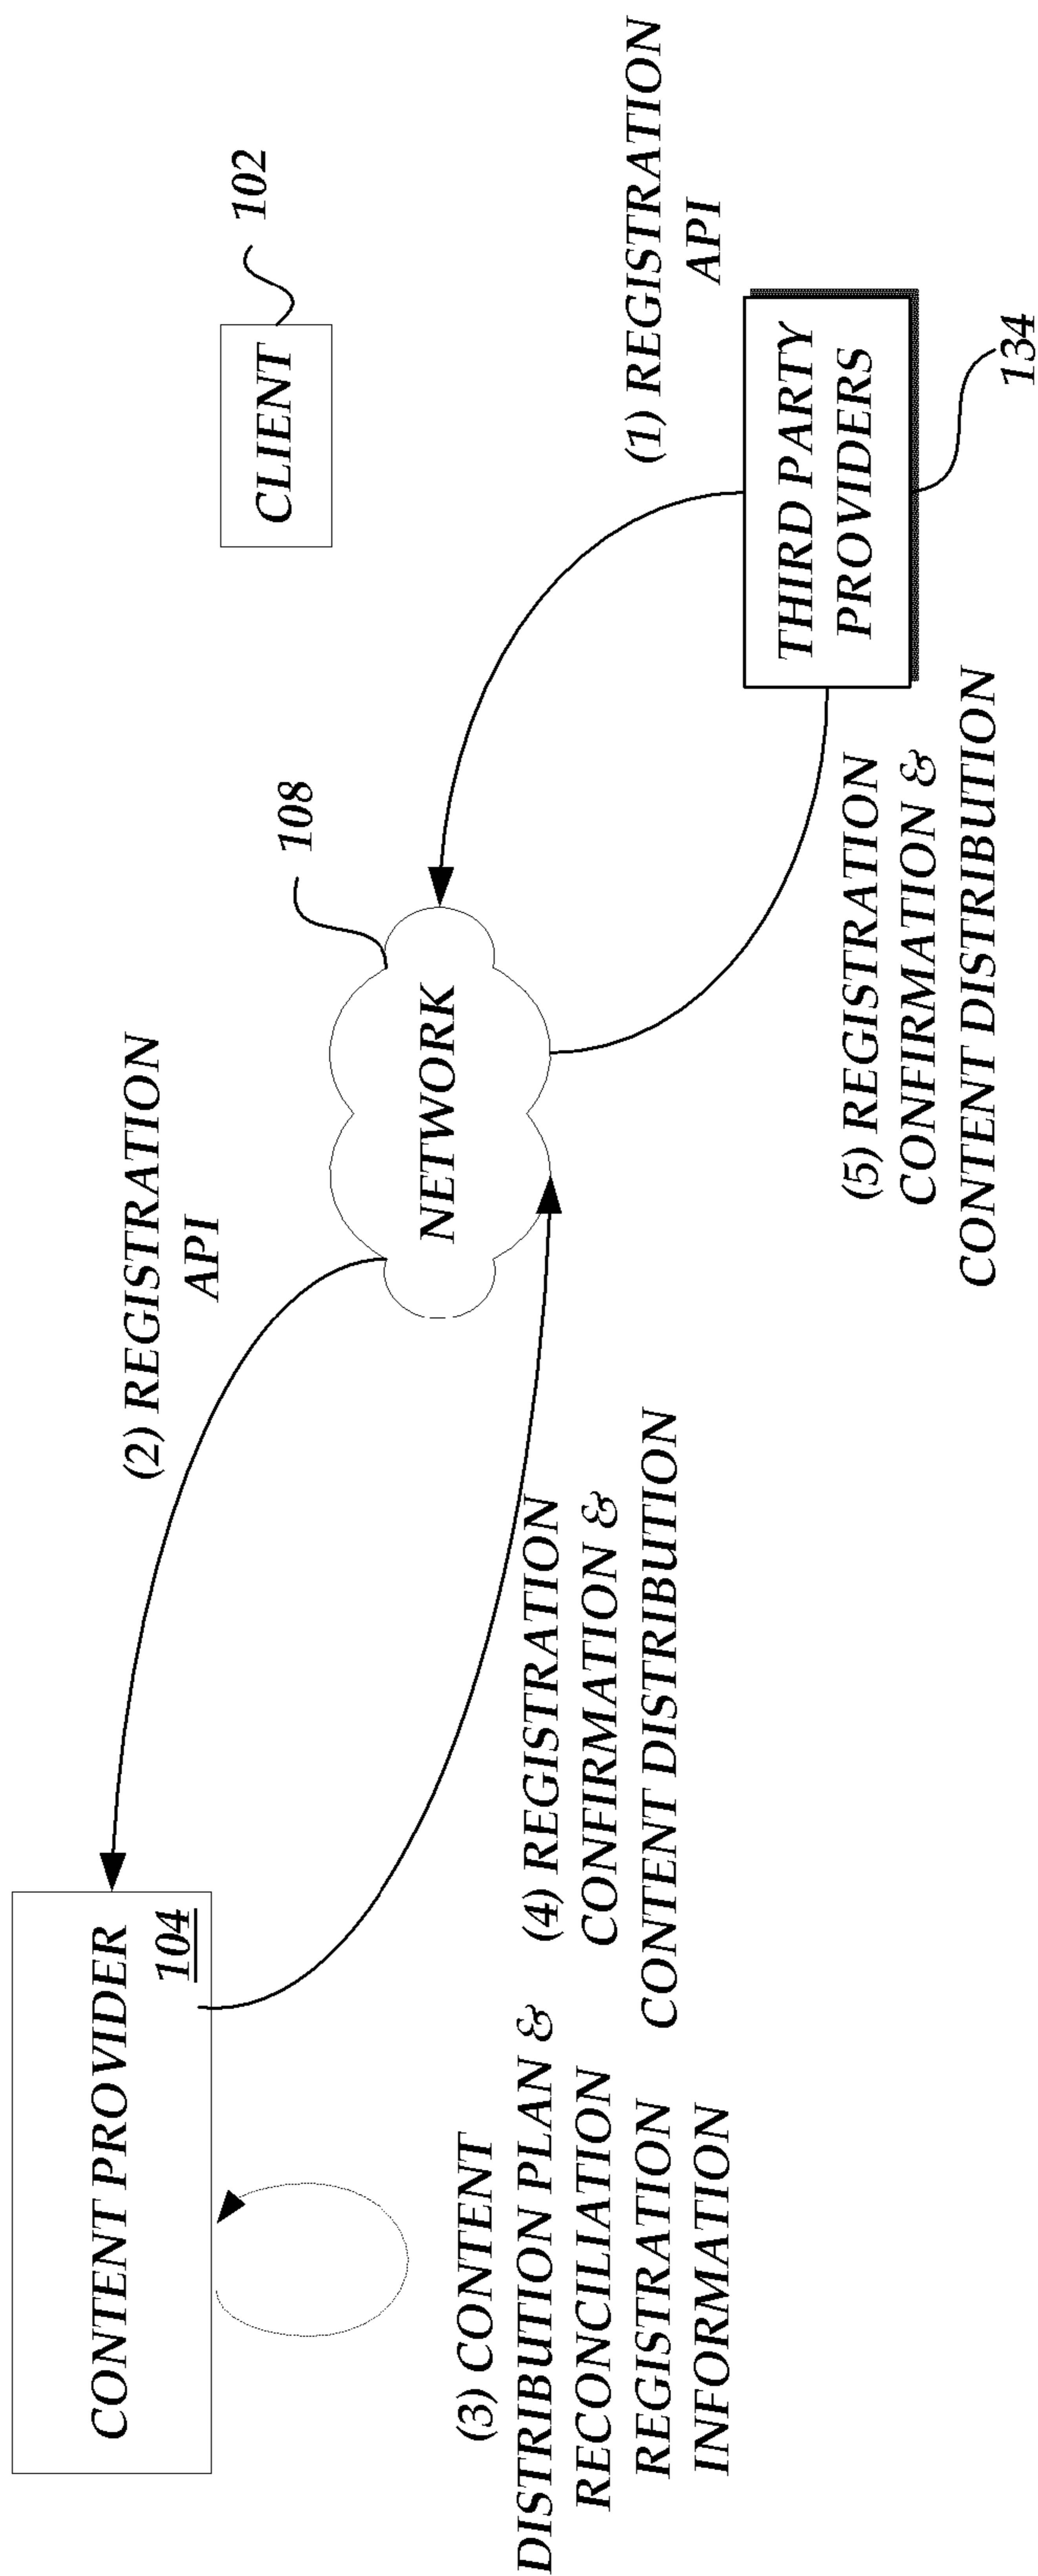 CONTENT PROVIDER
104
(2) REGISTRATION
API
CLIENT
102
108
NETWORK
(3) CONTENT
DISTRIBUTION PLAN &
RECONCILIATION
REGISTRATION
INFORMATION
(4) REGISTRATION
CONFIRMATION &
CONTENT DISTRIBUTION
(1) REGISTRATION
API
THIRD PARTY
PROVIDERS
134
(5) REGISTRATION
CONFIRMATION &
CONTENT DISTRIBUTION